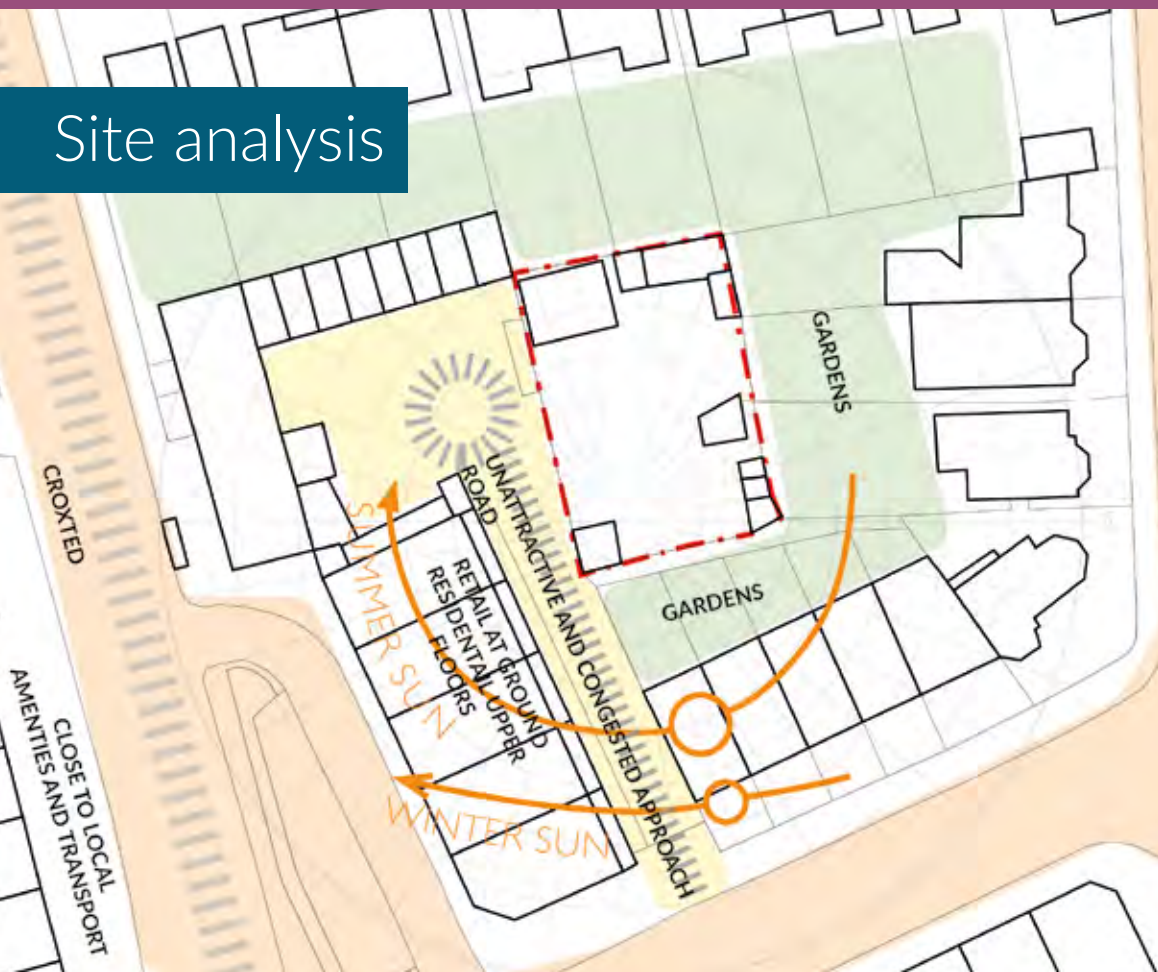 Site analysis
GARDENS
CROXTED
ROAD
UNATTRACTIVE AND CONGESTED APPROACH
SUMMER SUN
RETAIL AT GROUND
RESIDENTAIL UPPER
FLOORS
GARDENS
WINTER SUN
CLOSE TO LOCAL
AMENTIES AND TRANSPORT